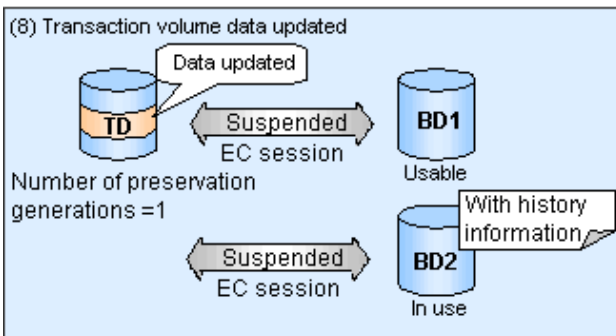 (8) Transaction volume data updated
Data updated
TD
Suspended
EC session
BD1
Usable
Number of preservation
generations =1
With history
information
Suspended
EC session
BD2
In use